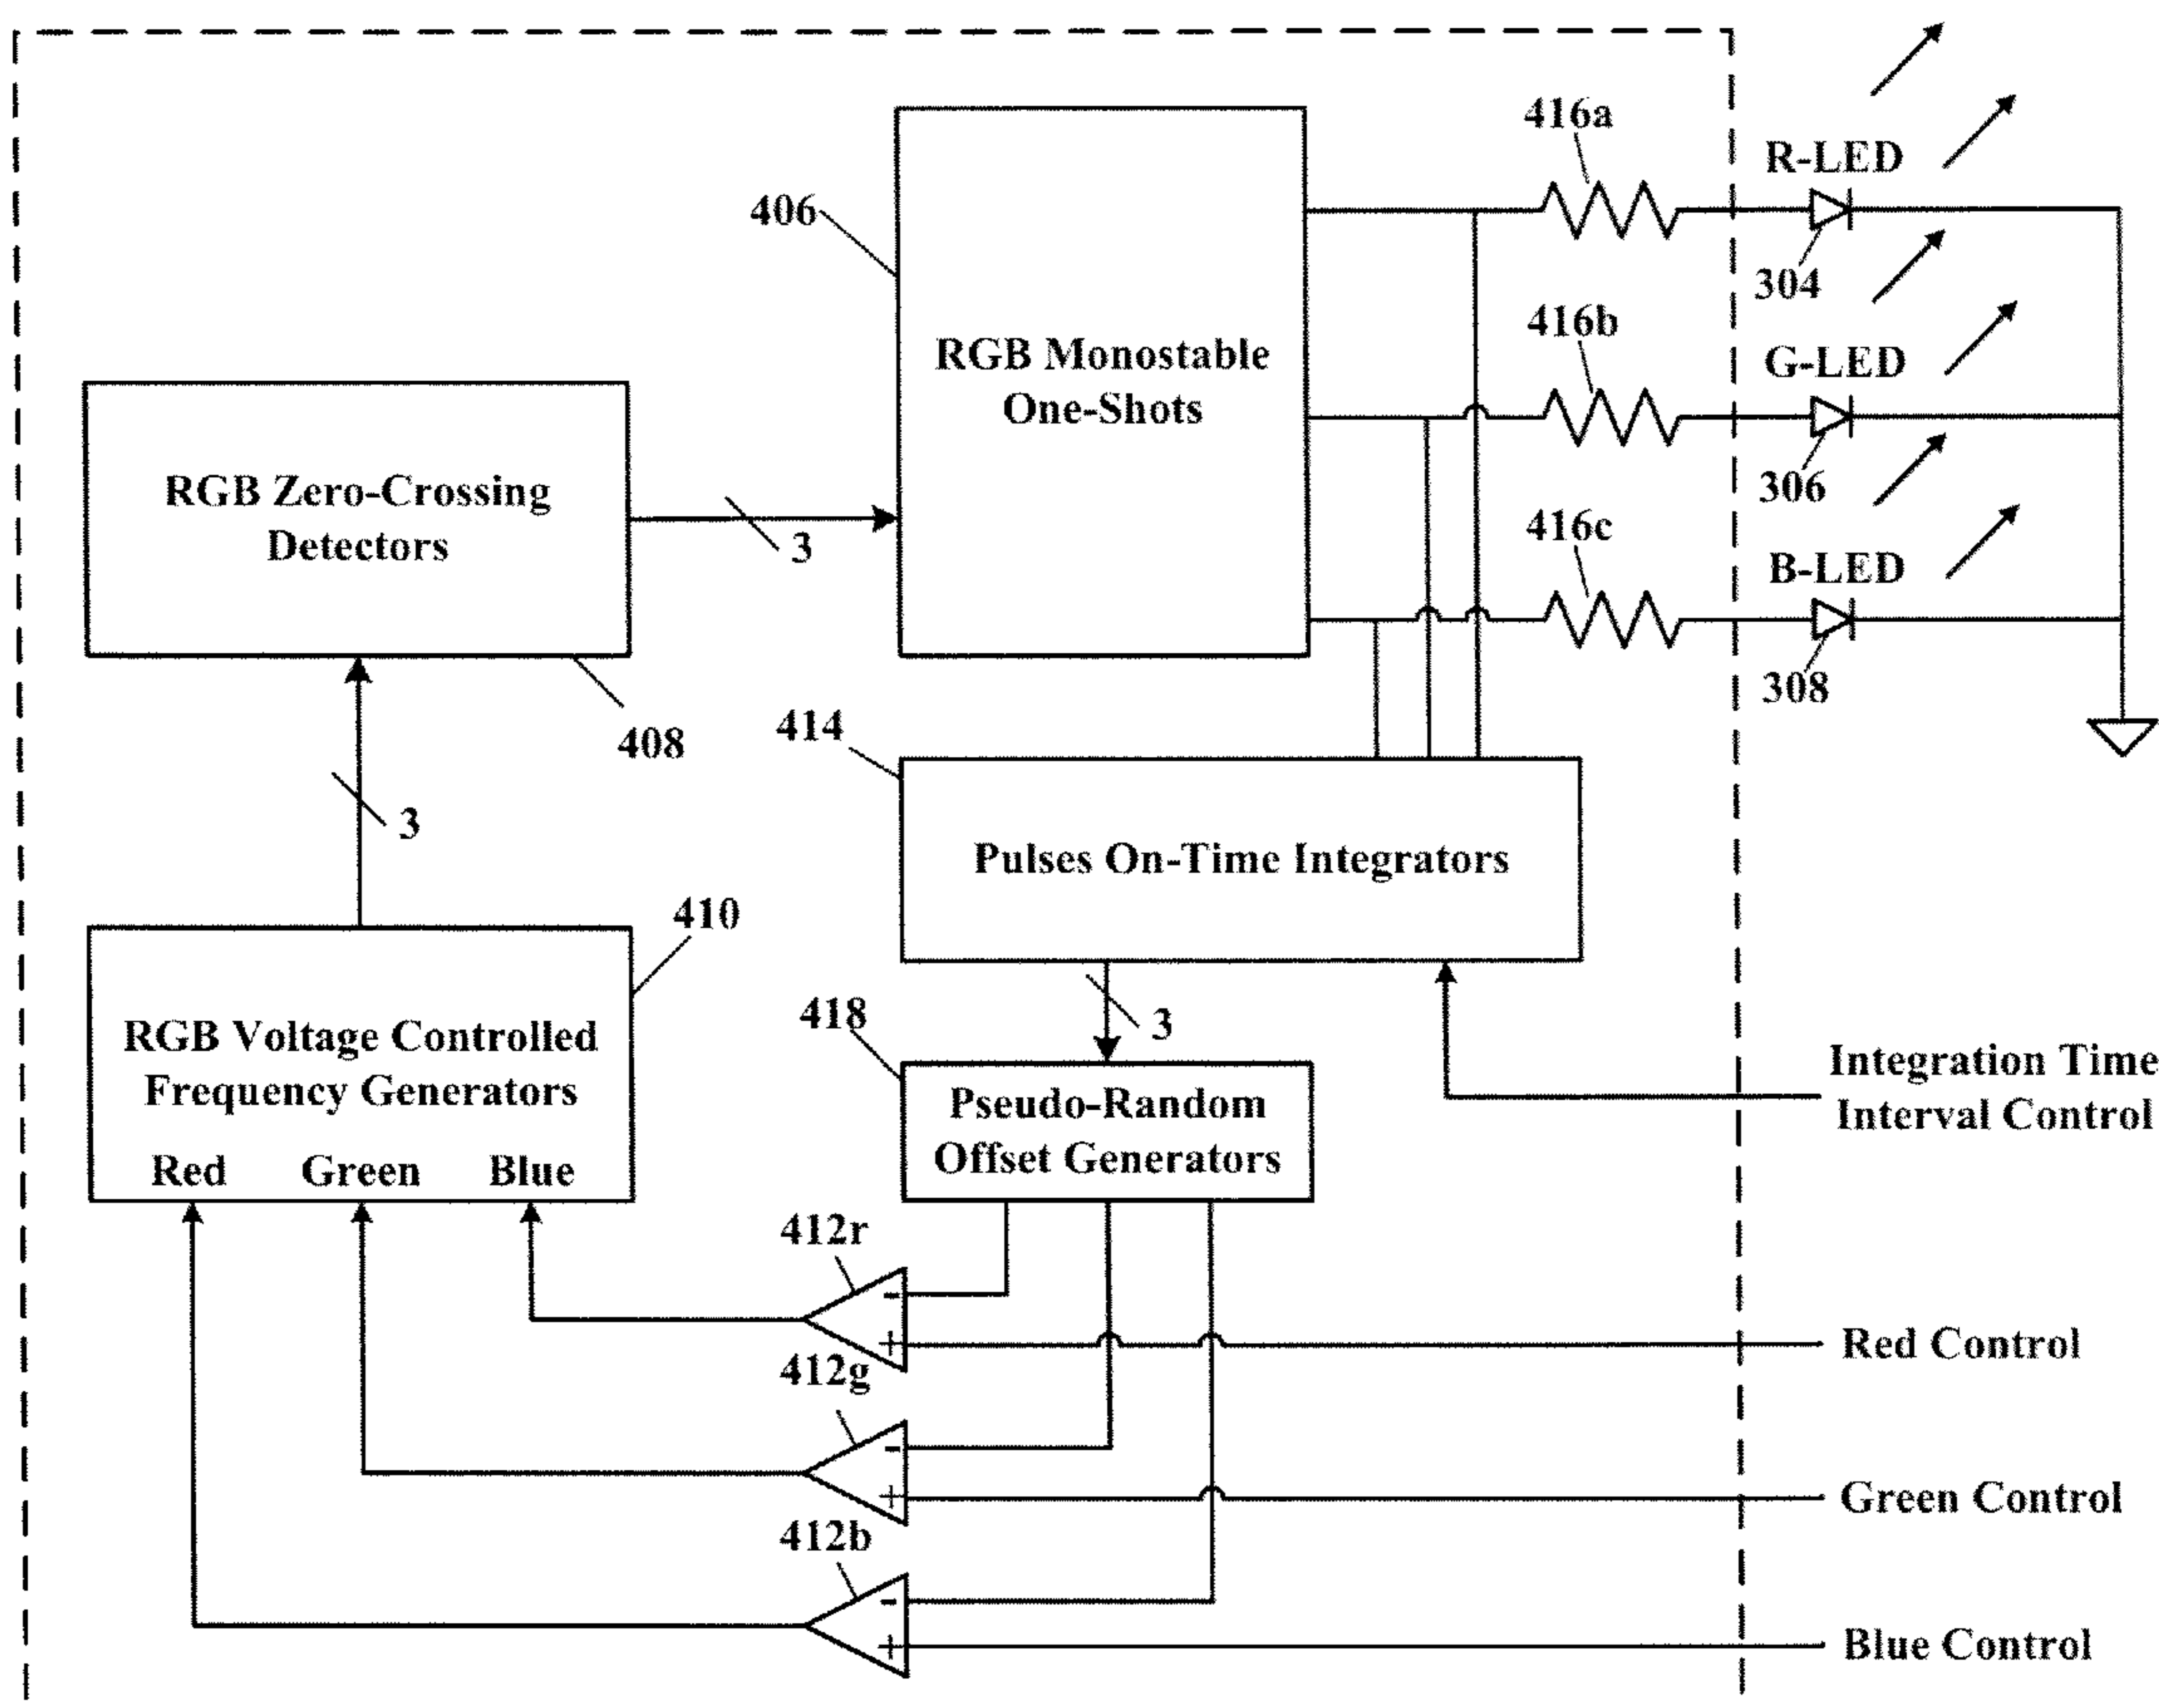 416a
R-LED
406
304
416b
RGB Monostable
One-Shots
G-LED
306
RGB Zero-Crossing
Detectors
3
416c
B-LED
308
408
414
3
Pulses On-Time Integrators
410
418
3
RGB Voltage Controlled
Frequency Generators
Red Green Blue
Pseudo-Random
Offset Generators
Integration Time
Interval Control
412r
-
+
Red Control
412g
-
+
Green Control
412b
-
+
Blue Control